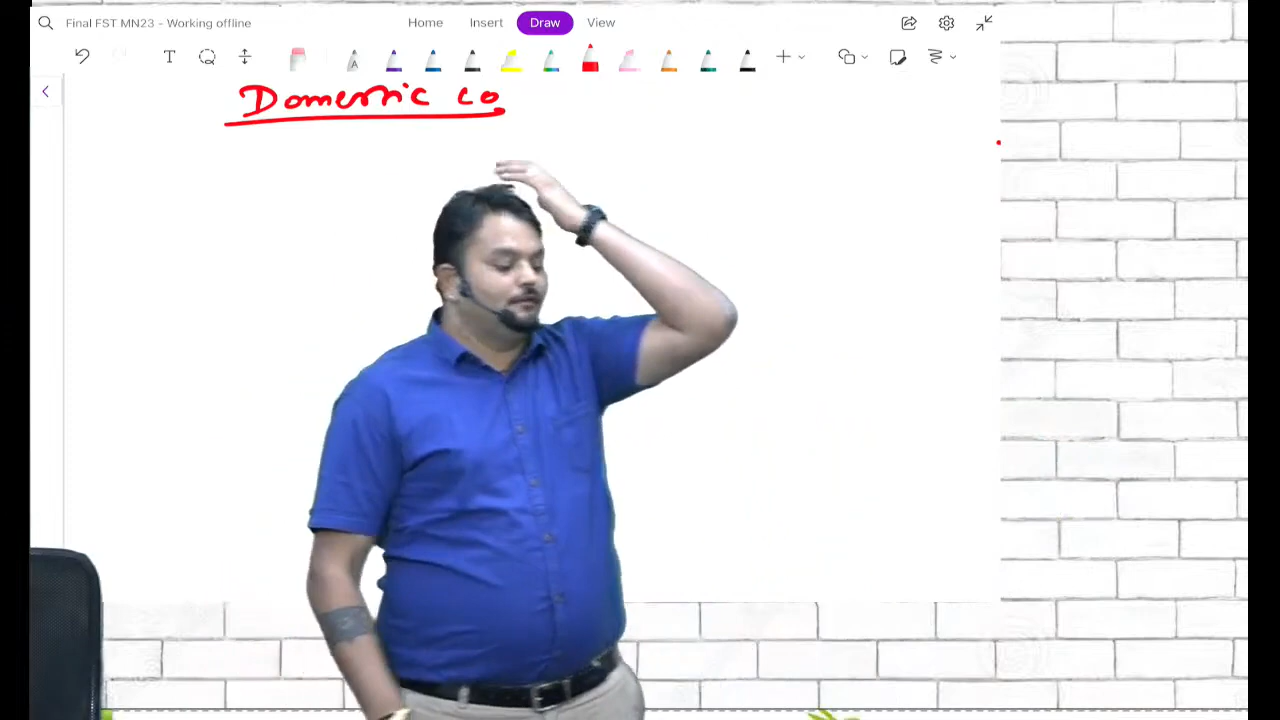 Final FST MN23 - Working offline
Home Insert Draw View
T A
Domestic co